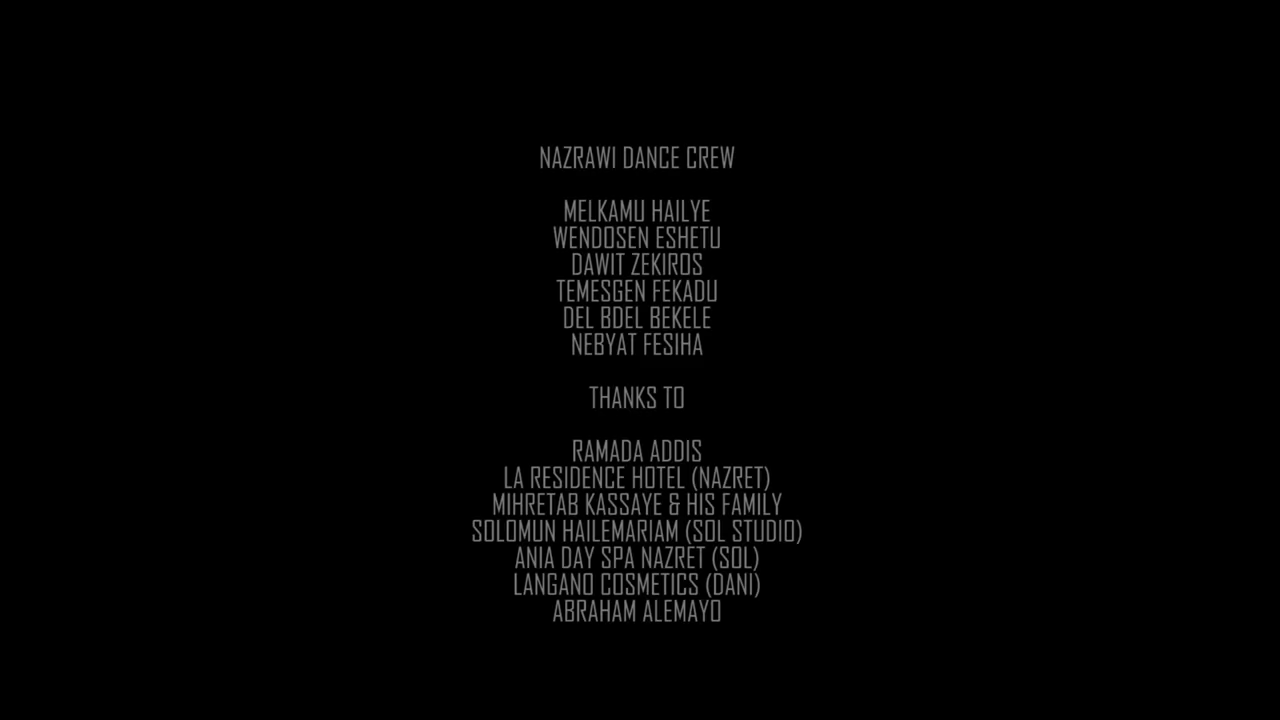 NAZRAWI DANCE CREW
MELKAMU HAILYE
WENDOSEN ESHETU
DAWIT ZEKIROS
TEMESGEN FEKADU
DEL BDEL BEKELE
NEBYAT FESIHA
THANKS TO
RAMADA ADDIS
LA RESIDENCE HOTEL (NAZRET)
MIHRETAB KASSAYE & HIS FAMILY
SOLOMUN HAILEMARIAM (SOL STUDIO)
ANIA DAY SPA NAZRET (SOL)
LANGANO COSMETICS (DANI)
ABRAHAM ALEMAYO